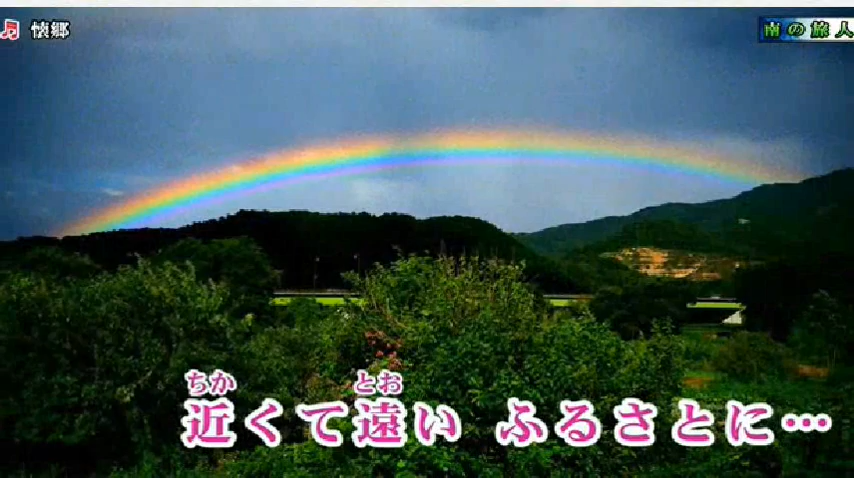 懐郷
南の旅人
ちか とお
近くて遠い ふるさとに…